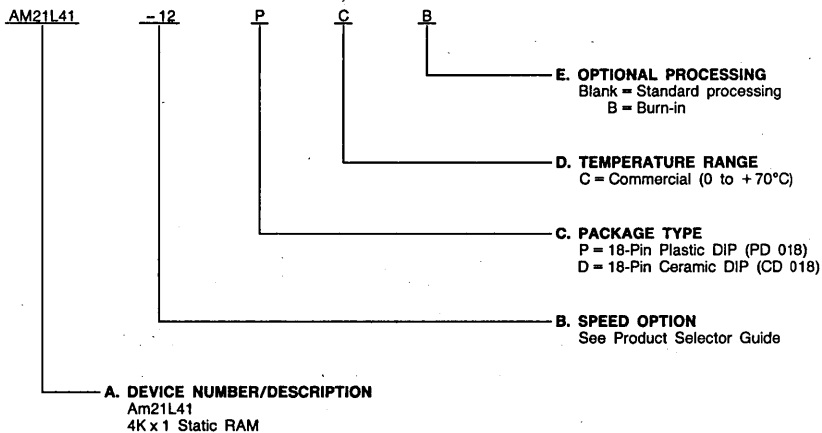 AM21L41 -12 P C B
E. OPTIONAL PROCESSING
Blank = Standard processing
B = Burn-in
D. TEMPERATURE RANGE
C = Commercial (0 to +70°C)
C. PACKAGE TYPE
P = 18-Pin Plastic DIP (PD 018)
D = 18-Pin Ceramic DIP (CD 018)
B. SPEED OPTION
See Product Selector Guide
A. DEVICE NUMBER/DESCRIPTION
Am21L41
4K x 1 Static RAM